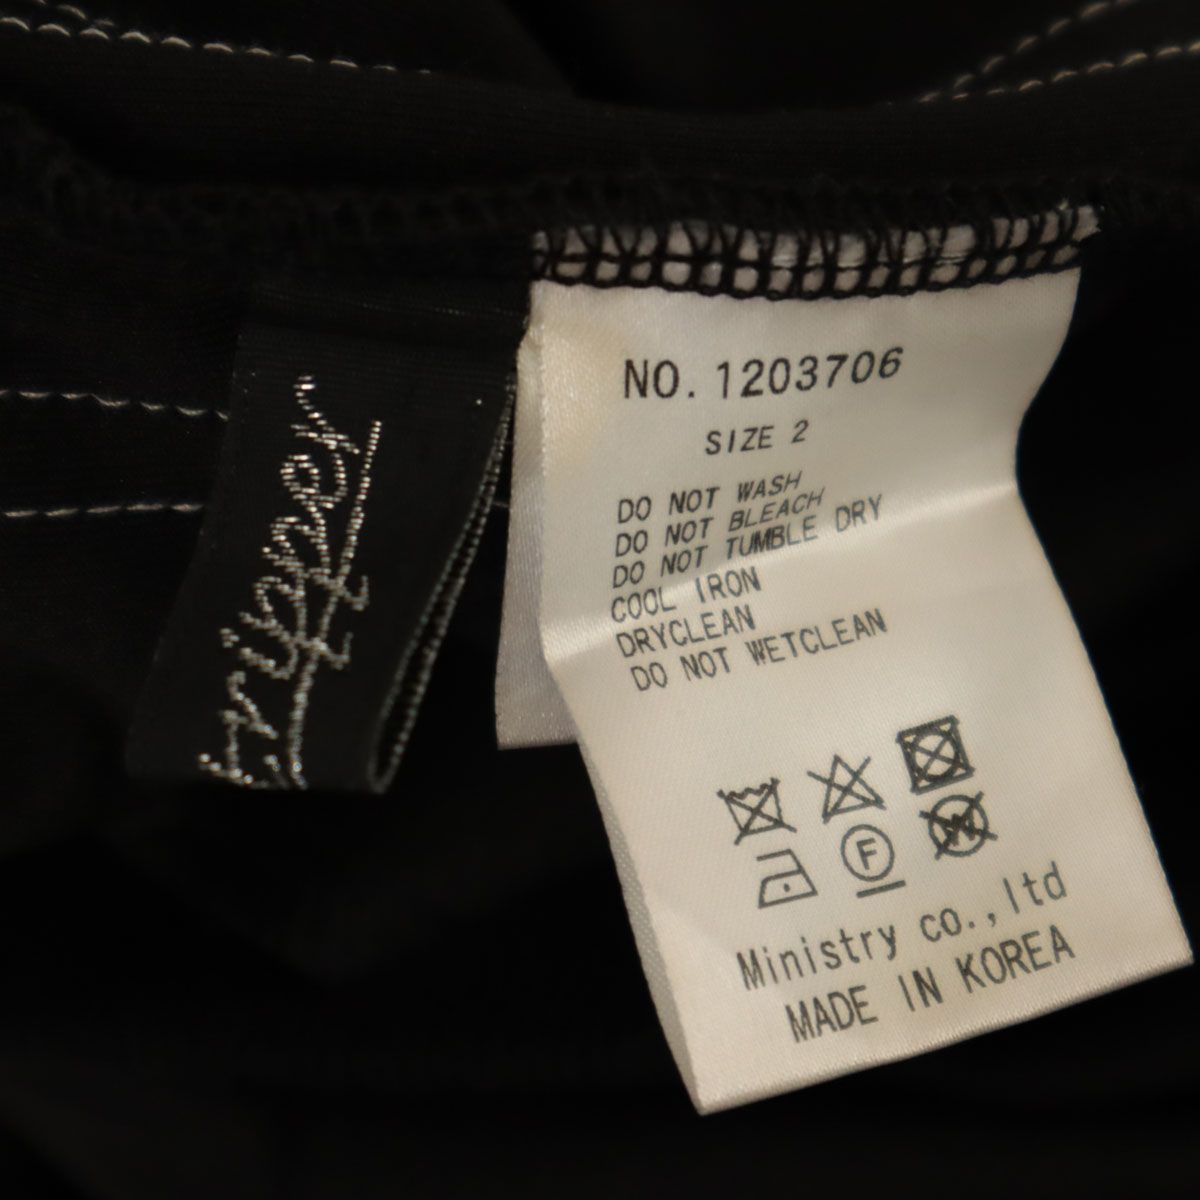 NO. 1203706
SIZE 2
DO NOT WASH
DO NOT BLEACH
DO NOT TUMBLE DRY
COOL IRON
DRYCLEAN
DO NOT WETCLEAN
F
W
Ministry co.,ltd
MADE IN KOREA